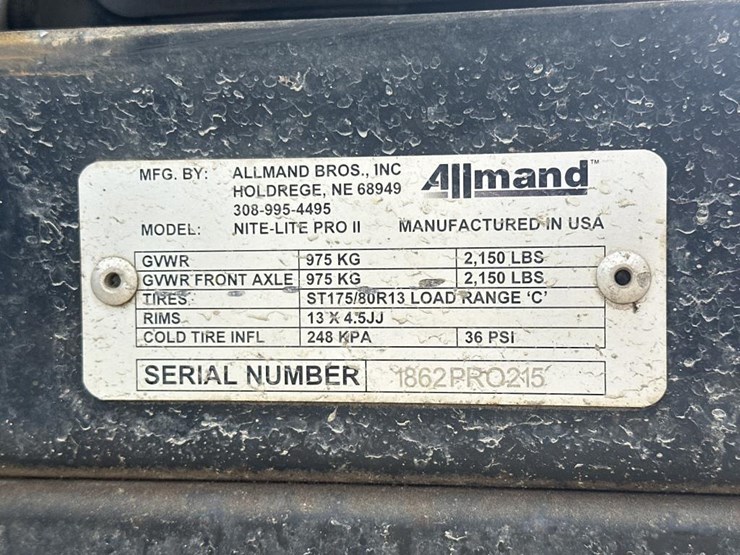 MFG. BY: ALLMAND BROS., INC
HOLDREGE, NE 68949
308-995-4495
Allmand™
MODEL: NITE-LITE PRO II MANUFACTURED IN USA
GVWR 975 KG 2,150 LBS
GVWR FRONT AXLE 975 KG 2,150 LBS
TIRES ST175/80R13 LOAD RANGE 'C'
RIMS 13 X 4.5JJ
COLD TIRE INFL 248 KPA 36 PSI
SERIAL NUMBER 1862PRO215